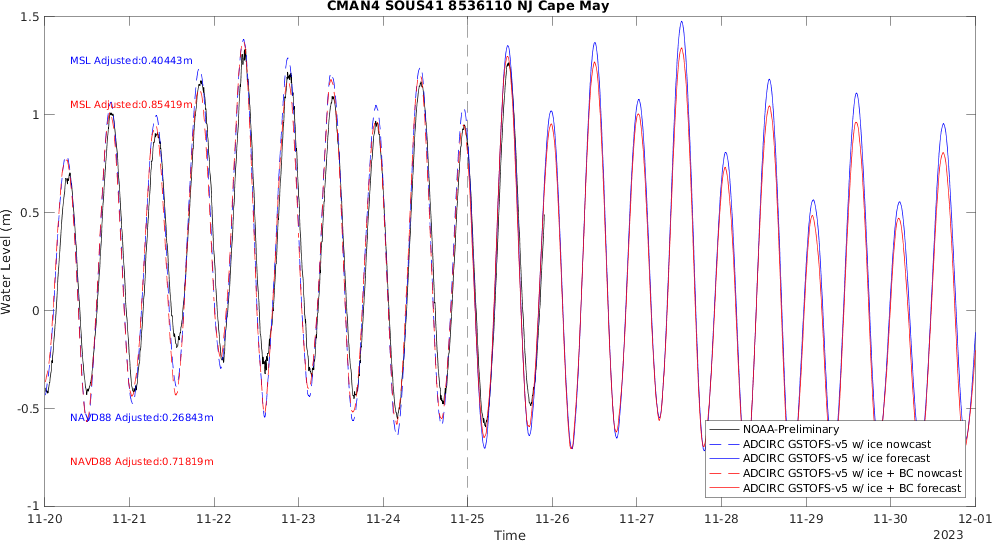 CMAN4 SOUS41 8536110 NJ Cape May
1.5
1
0.5
0
-0.5
-1
Water Level (m)
MSL Adjusted:0.40443m
MSL Adjusted:0.85419m
NAVD88 Adjusted:0.26843m
NAVD88 Adjusted:0.71819m
NOAA-Preliminary
ADCIRC GSTOFS-v5 w/ ice nowcast
ADCIRC GSTOFS-v5 w/ ice forecast
ADCIRC GSTOFS-v5 w/ ice + BC nowcast
ADCIRC GSTOFS-v5 w/ ice + BC forecast
11-20 11-21 11-22 11-23 11-24 11-25 11-26 11-27 11-28 11-29 11-30 12-01
Time
2023